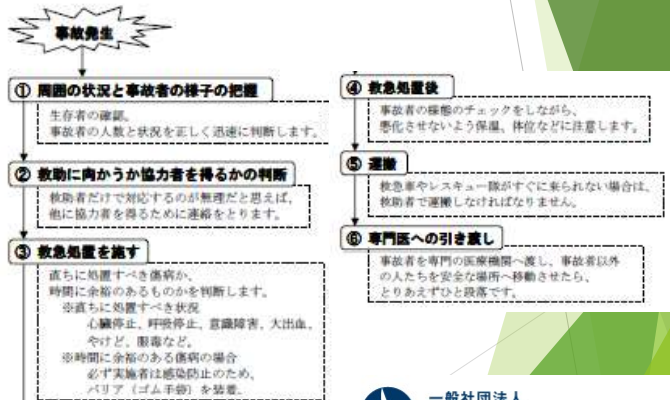 事故発生
① 周囲の状況と事故者の様子の把握
生存者の確認。
事故者の人数と状況を正しく迅速に判断します。
② 救助に向かうか協力者を得るかの判断
救助者だけで対応するのが無理だと思えば、
他に協力者を得るために連絡をとります。
③ 救急処置を施す
直ちに処置すべき傷病か、
時間に余裕のあるものかを判断します。
※直ちに処置すべき状況
心臓停止、呼吸停止、意識障害、大出血、
やけど、服毒など。
※時間に余裕のある傷病の場合
必ず実施者は感染防止のため、
バリア（ゴム手袋）を装着。
④ 救急処置後
事故者の様態のチェックをしながら、
悪化させないよう保温、体位などに注意します。
⑤ 運搬
救急車やレスキュー隊がすぐに来られない場合は、
救助者で運搬しなければなりません。
⑥ 専門医への引き渡し
事故者を専門の医療機関へ渡し、事故者以外
の人たちを安全な場所へ移動させたら、
とりあえずひと段落です。
一般社団法人